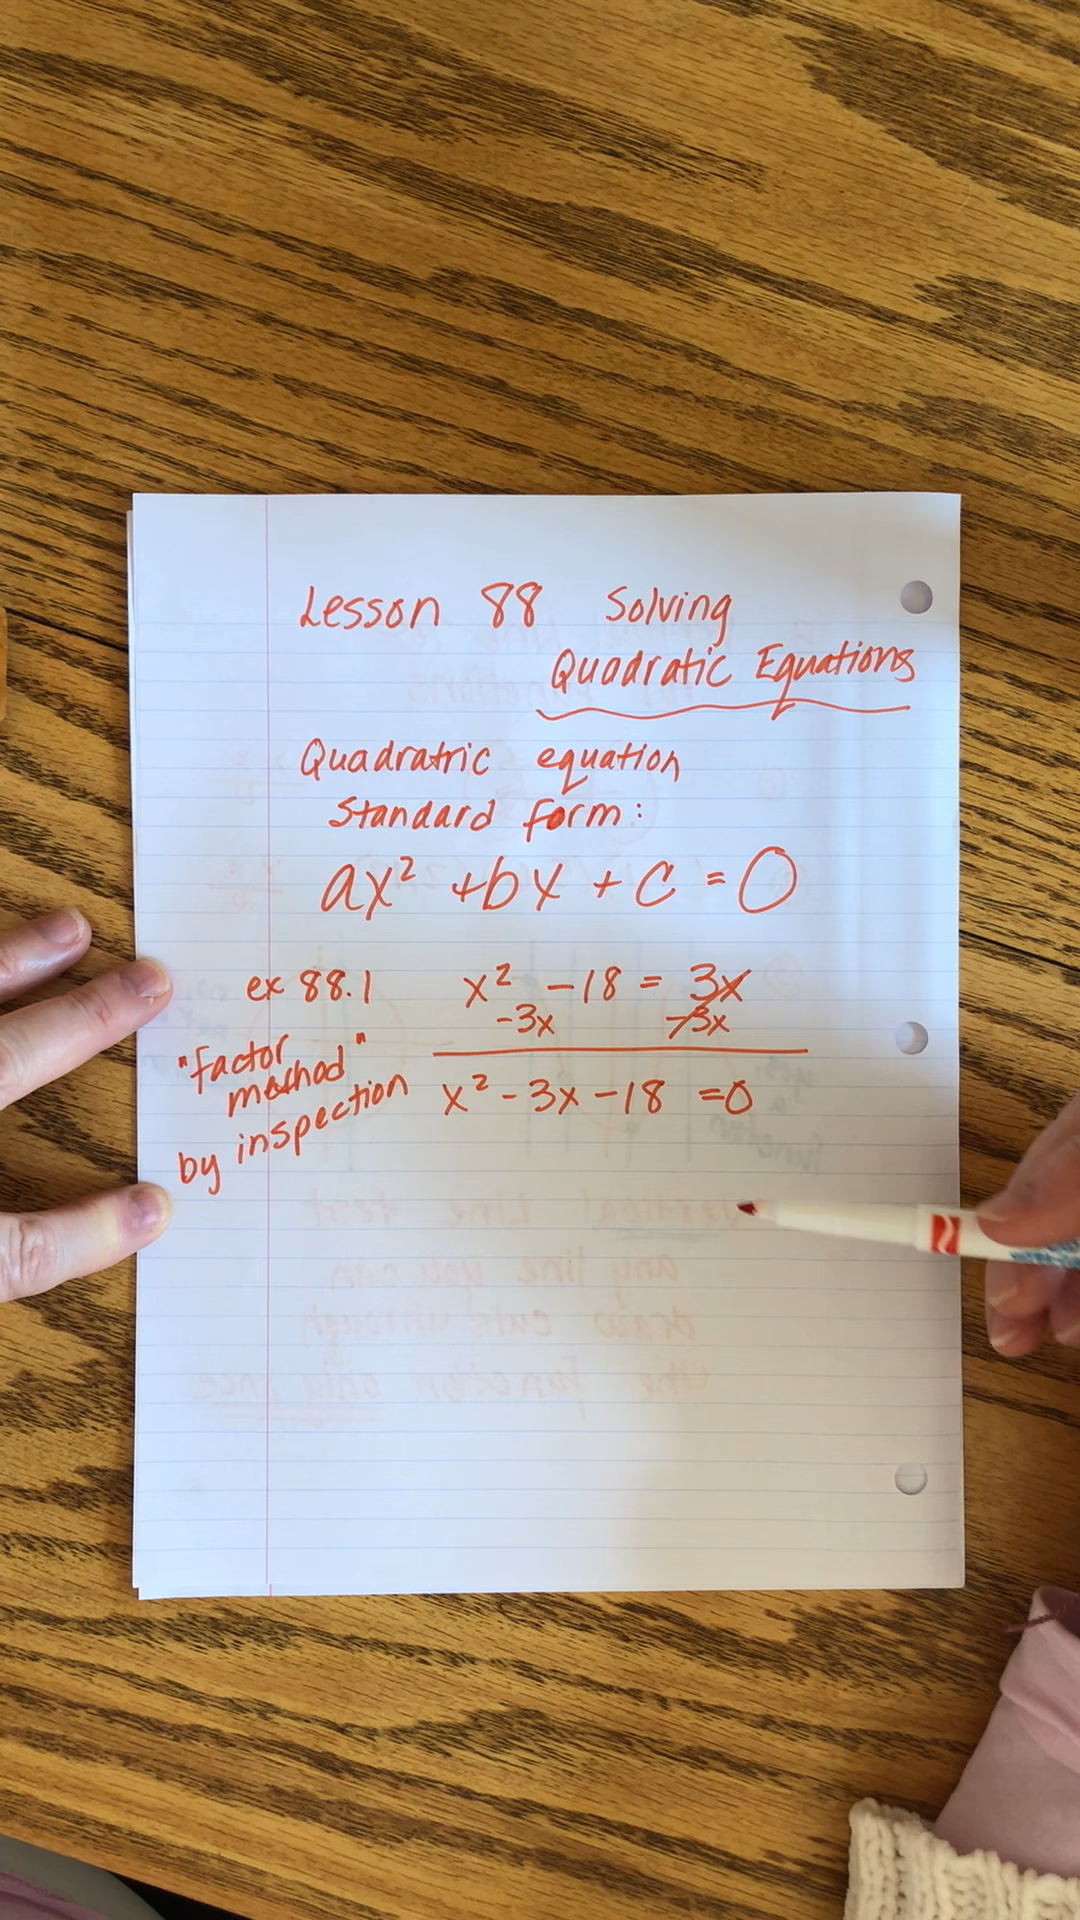 Lesson 88 Solving
Quadratic Equations
Quadratric equation
Standard form:
ax² + bx + c = 0
ex 88.1 x² - 18 = 3x
-3x -3x
"factor method"
by inspection
x² - 3x - 18 = 0